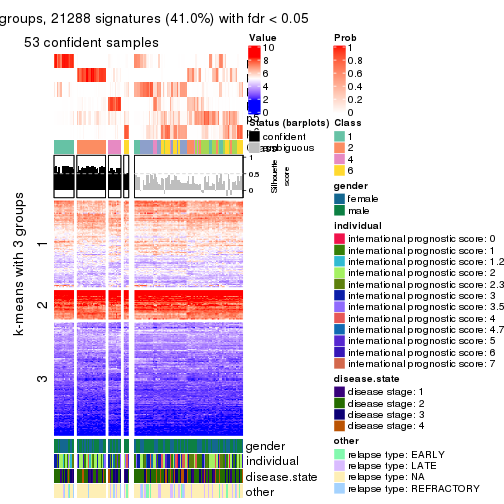 groups, 21288 signatures (41.0%) with fdr < 0.05
53 confident samples
k-means with 3 groups
1
2
3
1
0.5
0
Silhouette
score
gender
individual
disease.state
other
Value
10
8
6
4
2
0
Status (barplots)
confident
ambiguous
gender
female
male
individual
international prognostic score: 0
international prognostic score: 1
international prognostic score: 1.2
international prognostic score: 2
international prognostic score: 2.3
international prognostic score: 3
international prognostic score: 3.5
international prognostic score: 4
international prognostic score: 4.7
international prognostic score: 5
international prognostic score: 6
international prognostic score: 7
disease.state
disease stage: 1
disease stage: 2
disease stage: 3
disease stage: 4
other
relapse type: EARLY
relapse type: LATE
relapse type: NA
relapse type: REFRACTORY
Prob
1
0.8
0.6
0.4
0.2
0
Class
1
2
4
6